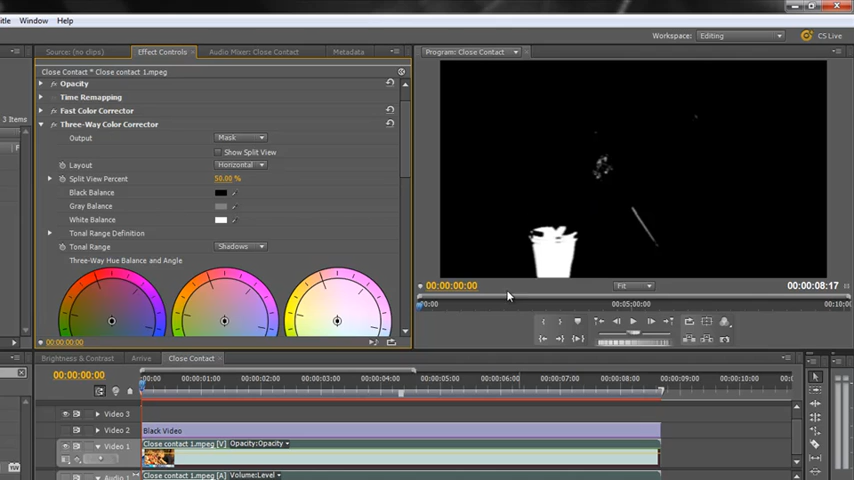 itle Window Help
Workspace: Editing CS Live
Source: (no clips) Effect Controls Audio Mixer: Close Contact Metadata
Program: Close Contact
Close Contact * Close contact 1.mpeg
fx Opacity
Time Remapping
3 Items
fx Fast Color Corrector
fx Three-Way Color Corrector
Output Mask
Show Split View
Layout Horizontal
Split View Percent 50.00 %
Black Balance
Gray Balance
White Balance
Tonal Range Definition
Tonal Range Shadows
Three-Way Hue Balance and Angle
00:00:00:00 Fit 00:00:08:17
00:00 00:05:00:00 00:10:0
00:00:00:00
Brightness & Contrast Arrive Close Contact
00:00:00:00
00:00 00:00:01:00 00:00:02:00 00:00:03:00 00:00:04:00 00:00:05:00 00:00:06:00 00:00:07:00 00:00:08:00 00:00:09:00 00:00:10:00
Video 3
Video 2 Black Video
Video 1 Close contact 1.mpeg [V] Opacity:Opacity
Audio 1 Close contact 1.mpeg [A] Volume:Level